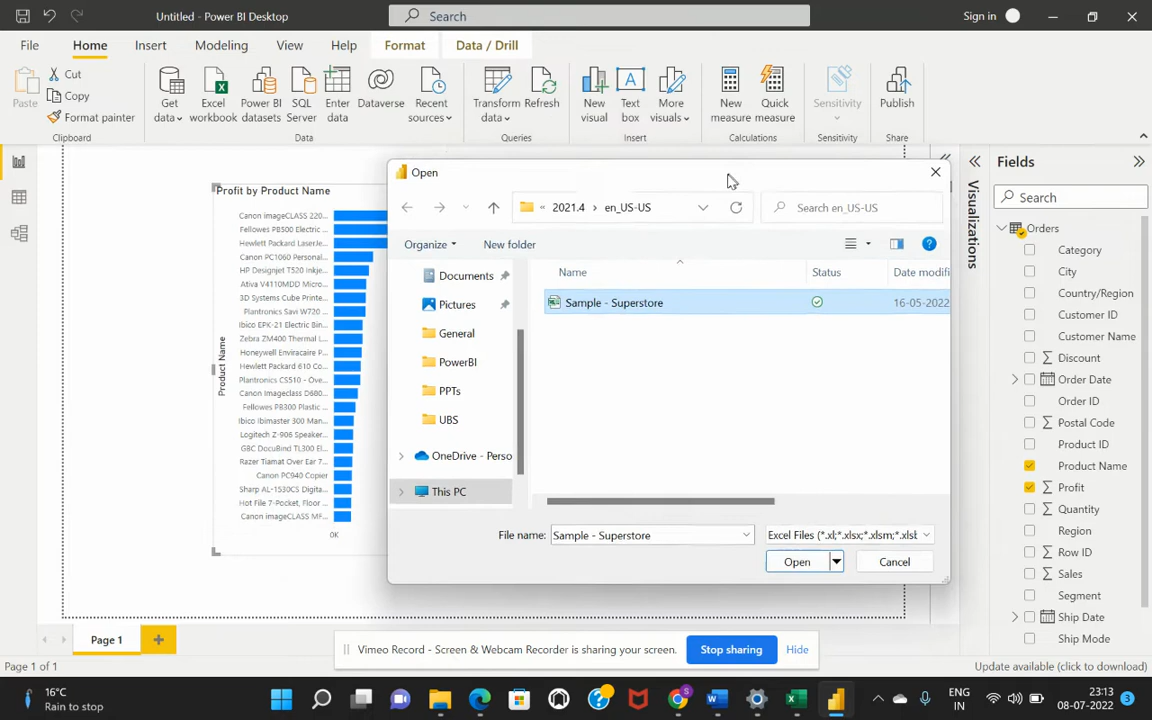 Untitled - Power BI Desktop
Search
Sign in
File
Home
Insert
Modeling
View
Help
Format
Data / Drill
Paste
Cut
Copy
Format painter
Clipboard
Get data
Excel workbook
Power BI datasets
SQL Server
Enter data
Dataverse
Recent sources
Data
Transform data
Refresh
Queries
New visual
Text box
More visuals
Insert
New measure
Quick measure
Calculations
Sensitivity
Sensitivity
Publish
Share
Profit by Product Name
Product Name
Canon imageCLASS 220...
Fellowes PB500 Electric ...
Hewlett Packard LaserJe...
Canon PC1060 Personal...
HP Designjet T520 Inkje...
Ativa V4110MDD Microl...
3D Systems Cube Printe...
Plantronics Savi W720 ...
Ibico EPK-21 Electric Bin...
Zebra ZM400 Thermal L...
Honeywell Enviracaire P...
Hewlett Packard 610 Co...
Plantronics CS510 - Ove...
Canon Imageclass D680...
Fellowes PB300 Plastic ...
Ibico Ibimaster 300 Man...
Logitech Z-906 Speaker...
GBC DocuBind TL300 El...
Razer Tiamat Over Ear 7...
Canon PC940 Copier
Sharp AL-1530CS Digita...
Hot File 7-Pocket, Floor ...
Canon imageCLASS MF...
0K
Open
« 2021.4 › en_US-US
Search en_US-US
Organize
New folder
Documents
Pictures
General
PowerBI
PPTs
UBS
OneDrive - Perso
This PC
Name
Status
Date modifi
Sample - Superstore
16-05-2022
File name:
Sample - Superstore
Excel Files (*.xl;*.xlsx;*.xlsm;*.xlsb
Open
Cancel
Visualizations
Fields
Search
Orders
Category
City
Country/Region
Customer ID
Customer Name
Discount
Order Date
Order ID
Postal Code
Product ID
Product Name
Profit
Quantity
Region
Row ID
Sales
Segment
Ship Date
Ship Mode
Page 1
Vimeo Record - Screen & Webcam Recorder is sharing your screen.
Stop sharing
Hide
Page 1 of 1
Update available (click to download)
16°C
Rain to stop
ENG
IN
23:13
08-07-2022
3